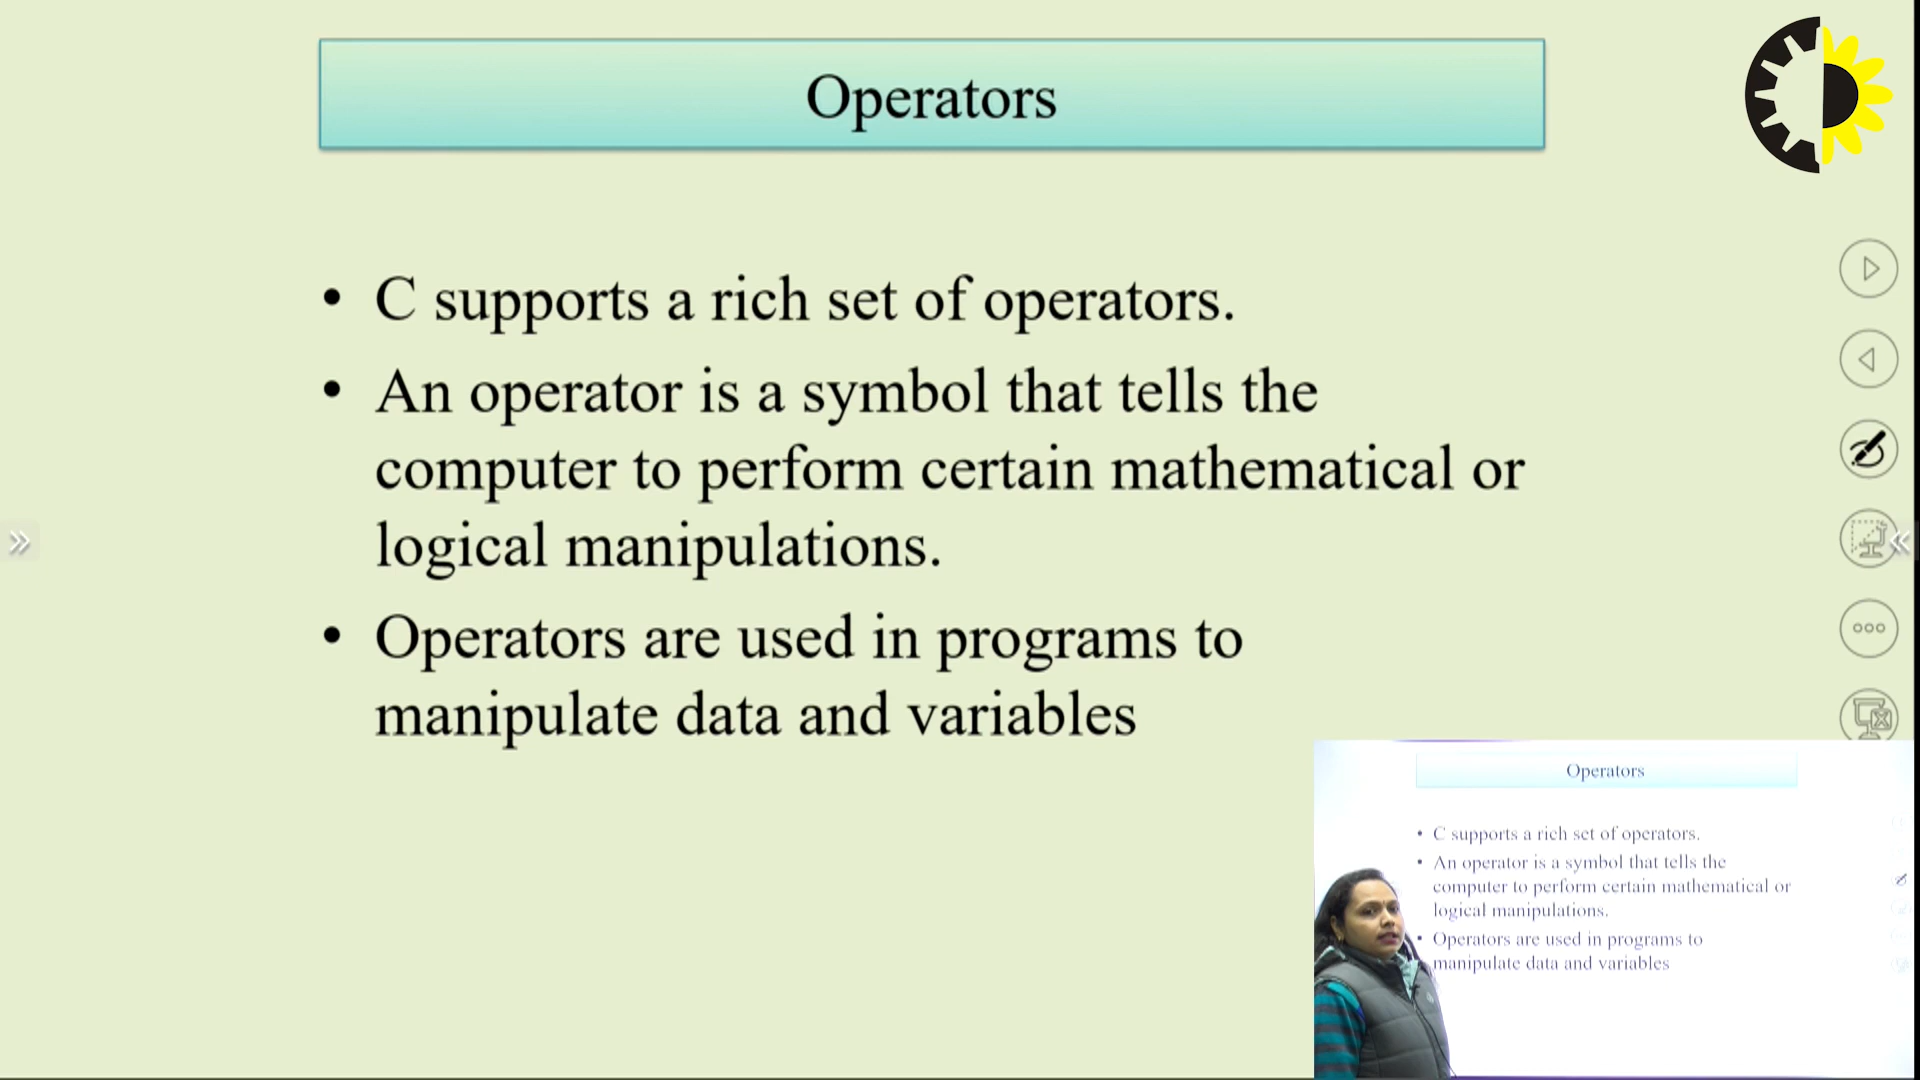 Operators
• C supports a rich set of operators.
• An operator is a symbol that tells the
computer to perform certain mathematical or
logical manipulations.
• Operators are used in programs to
manipulate data and variables
Operators
• C supports a rich set of operators.
• An operator is a symbol that tells the
computer to perform certain mathematical or
logical manipulations.
• Operators are used in programs to
manipulate data and variables